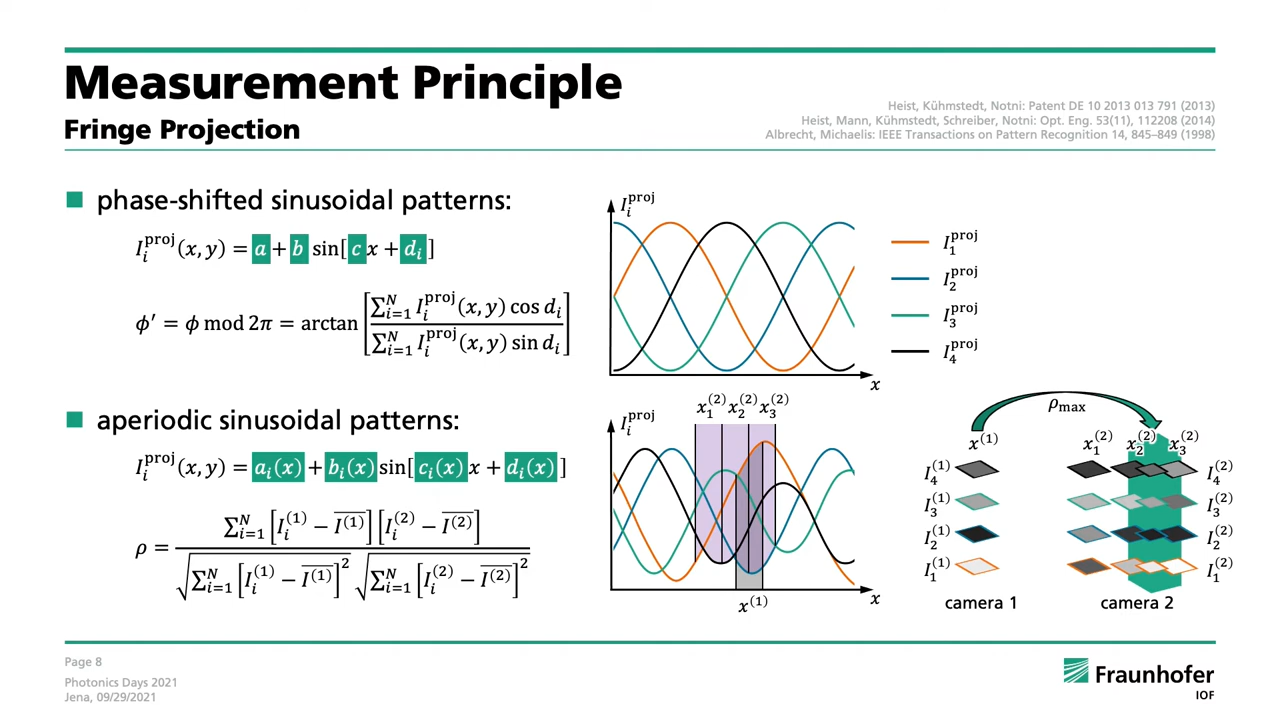 Measurement Principle
Fringe Projection
Heist, Kühmstedt, Notni: Patent DE 10 2013 013 791 (2013)
Heist, Mann, Kühmstedt, Schreiber, Notni: Opt. Eng. 53(11), 112208 (2014)
Albrecht, Michaelis: IEEE Transactions on Pattern Recognition 14, 845–849 (1998)
phase-shifted sinusoidal patterns:
I_i^proj(x, y) = a + b sin[c x + d_i]
ϕ′ = ϕ mod 2π = arctan [∑_{i=1}^N I_i^proj(x, y) cos d_i / ∑_{i=1}^N I_i^proj(x, y) sin d_i]
I_i^proj
x
I_1^proj
I_2^proj
I_3^proj
I_4^proj
aperiodic sinusoidal patterns:
I_i^proj(x, y) = a_i(x) + b_i(x) sin[c_i(x) x + d_i(x)]
ρ = ∑_{i=1}^N [I_i^(1) − \overline{I^(1)}] [I_i^(2) − \overline{I^(2)}] / √(∑_{i=1}^N [I_i^(1) − \overline{I^(1)}]^2) √(∑_{i=1}^N [I_i^(2) − \overline{I^(2)}]^2)
I_i^proj
x_1^(2) x_2^(2) x_3^(2)
x
x^(1)
ρ_max
x^(1) x_1^(2) x_2^(2) x_3^(2)
I_4^(1) I_4^(2)
I_3^(1) I_3^(2)
I_2^(1) I_2^(2)
I_1^(1) I_1^(2)
camera 1 camera 2
Page 8
Photonics Days 2021
Jena, 09/29/2021
Fraunhofer
IOF